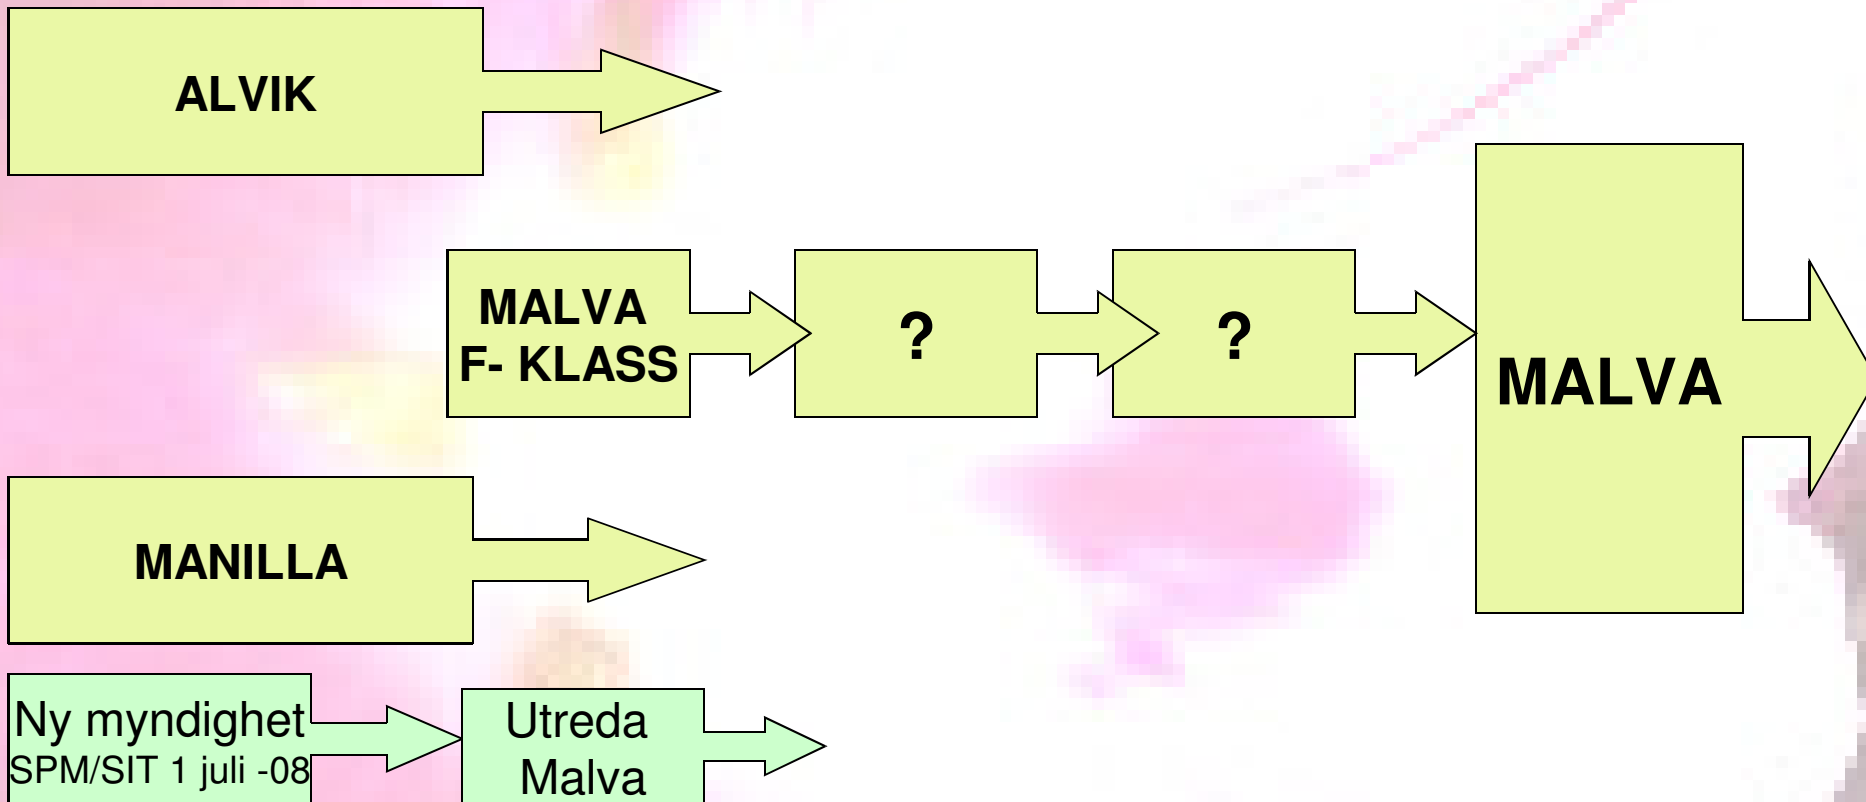 ALVIK
MALVA
F- KLASS
?
?
MALVA
MANILLA
Ny myndighet
SPM/SIT 1 juli -08
Utreda
Malva